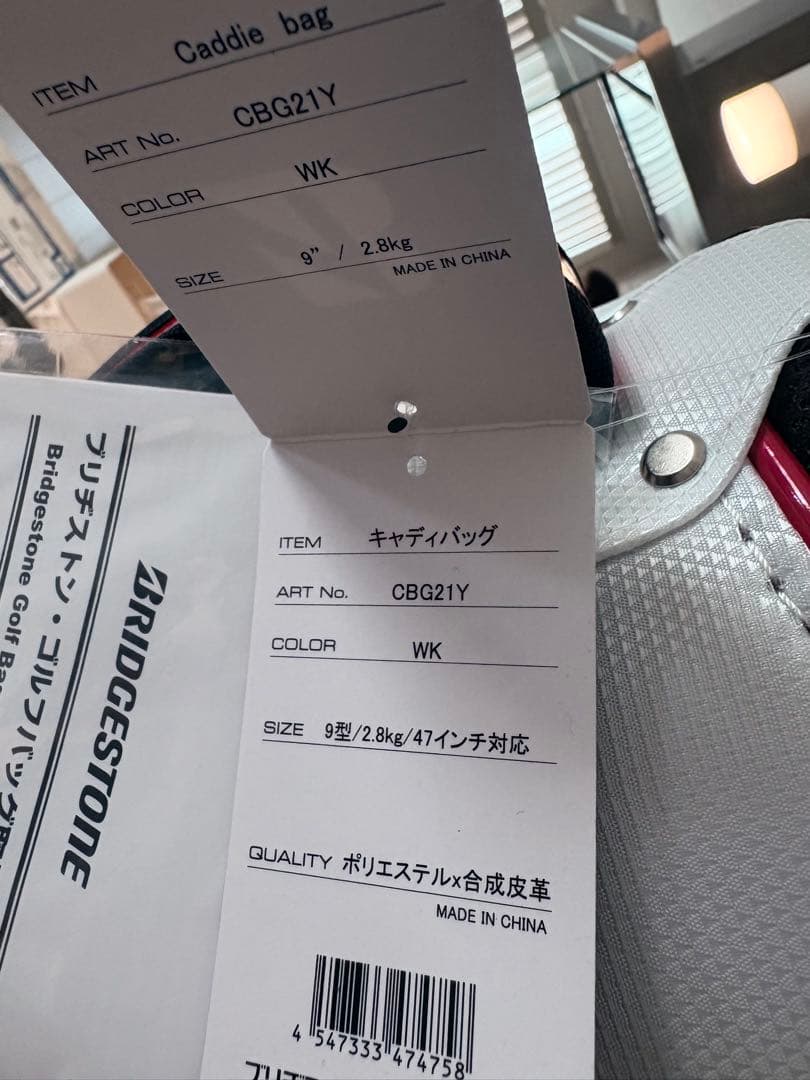 ITEM Caddie bag
ART No. CBG21Y
COLOR WK
SIZE 9" / 2.8kg
MADE IN CHINA
ITEM キャディバッグ
ART No. CBG21Y
COLOR WK
SIZE 9型/2.8kg/47インチ対応
QUALITY ポリエステルx合成皮革
MADE IN CHINA
4 547333 474758
BRIDGESTONE
ブリヂストン・ゴルフバッグ
Bridgestone Golf